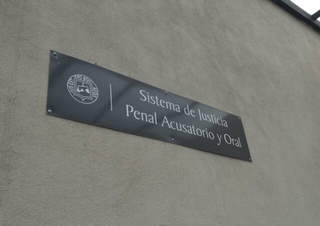 Sistema de Justicia
Penal Acusatorio y Oral